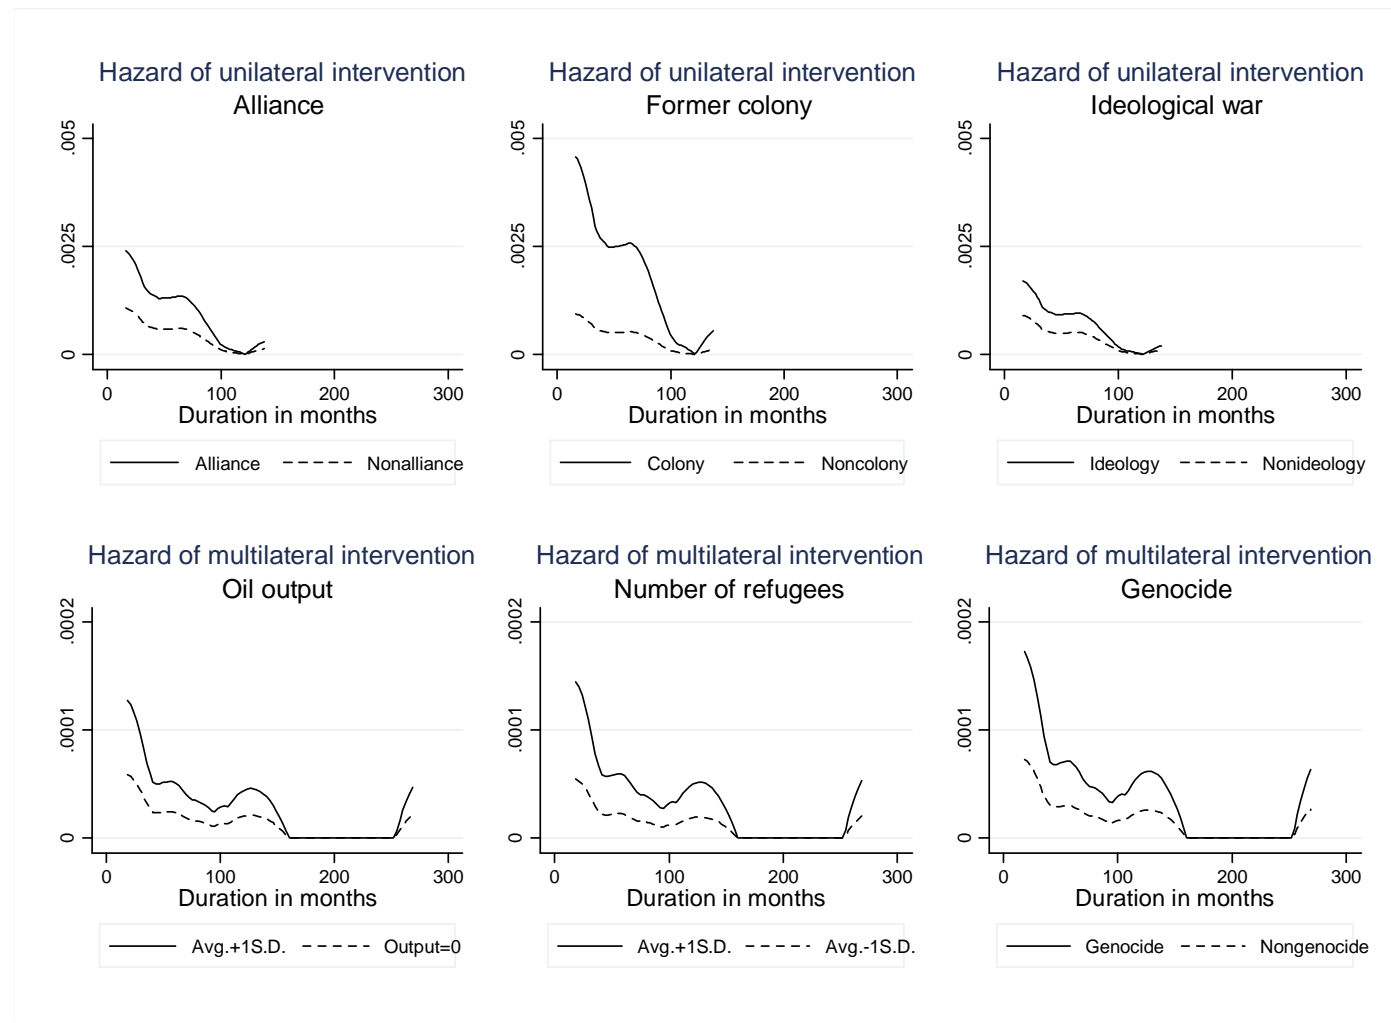 Hazard of unilateral intervention
Alliance
.005
.0025
0
0 100 200 300
Duration in months
Alliance Nonalliance
Hazard of unilateral intervention
Former colony
.005
.0025
0
0 100 200 300
Duration in months
Colony Noncolony
Hazard of unilateral intervention
Ideological war
.005
.0025
0
0 100 200 300
Duration in months
Ideology Nonideology
Hazard of multilateral intervention
Oil output
.0002
.0001
0
0 100 200 300
Duration in months
Avg.+1S.D. Output=0
Hazard of multilateral intervention
Number of refugees
.0002
.0001
0
0 100 200 300
Duration in months
Avg.+1S.D. Avg.-1S.D.
Hazard of multilateral intervention
Genocide
.0002
.0001
0
0 100 200 300
Duration in months
Genocide Nongenocide